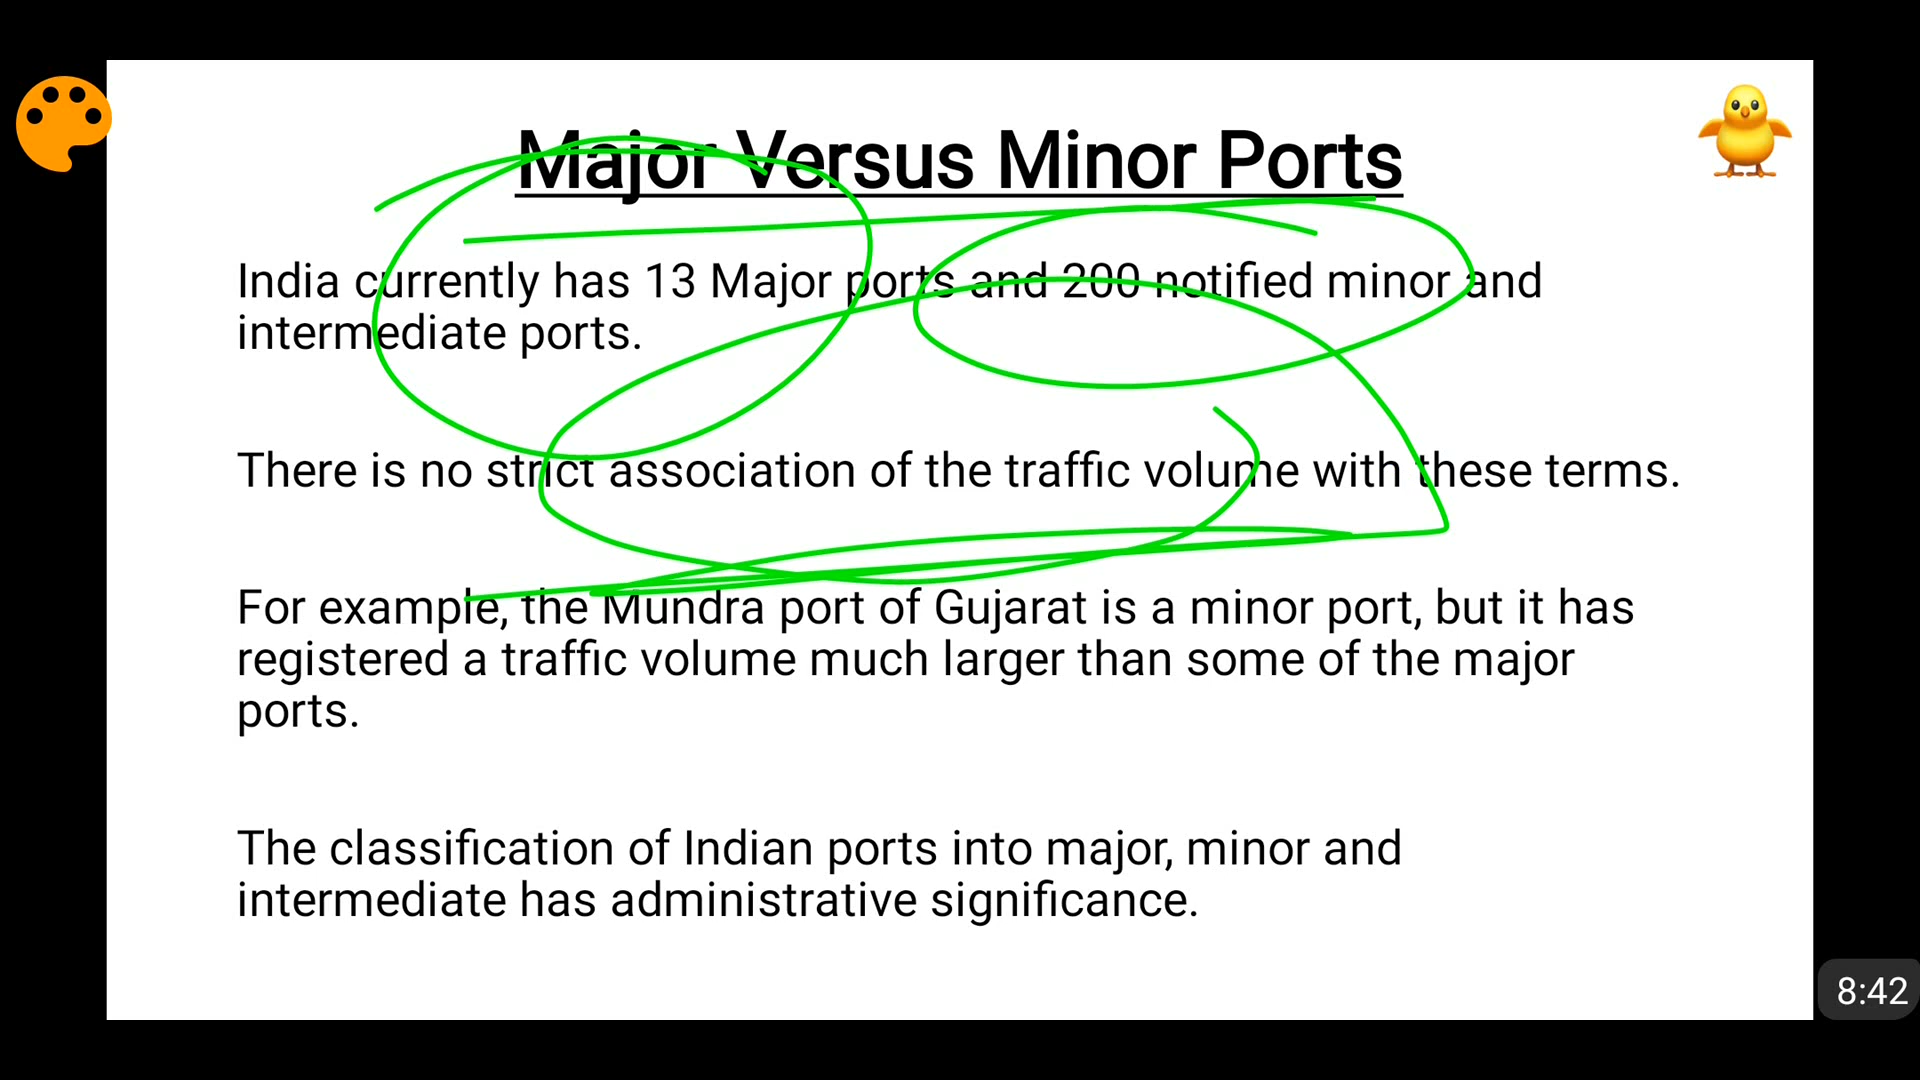 Major Versus Minor Ports
India currently has 13 Major ports and 200 notified minor and
intermediate ports.
There is no strict association of the traffic volume with these terms.
For example, the Mundra port of Gujarat is a minor port, but it has
registered a traffic volume much larger than some of the major
ports.
The classification of Indian ports into major, minor and
intermediate has administrative significance.
8:42